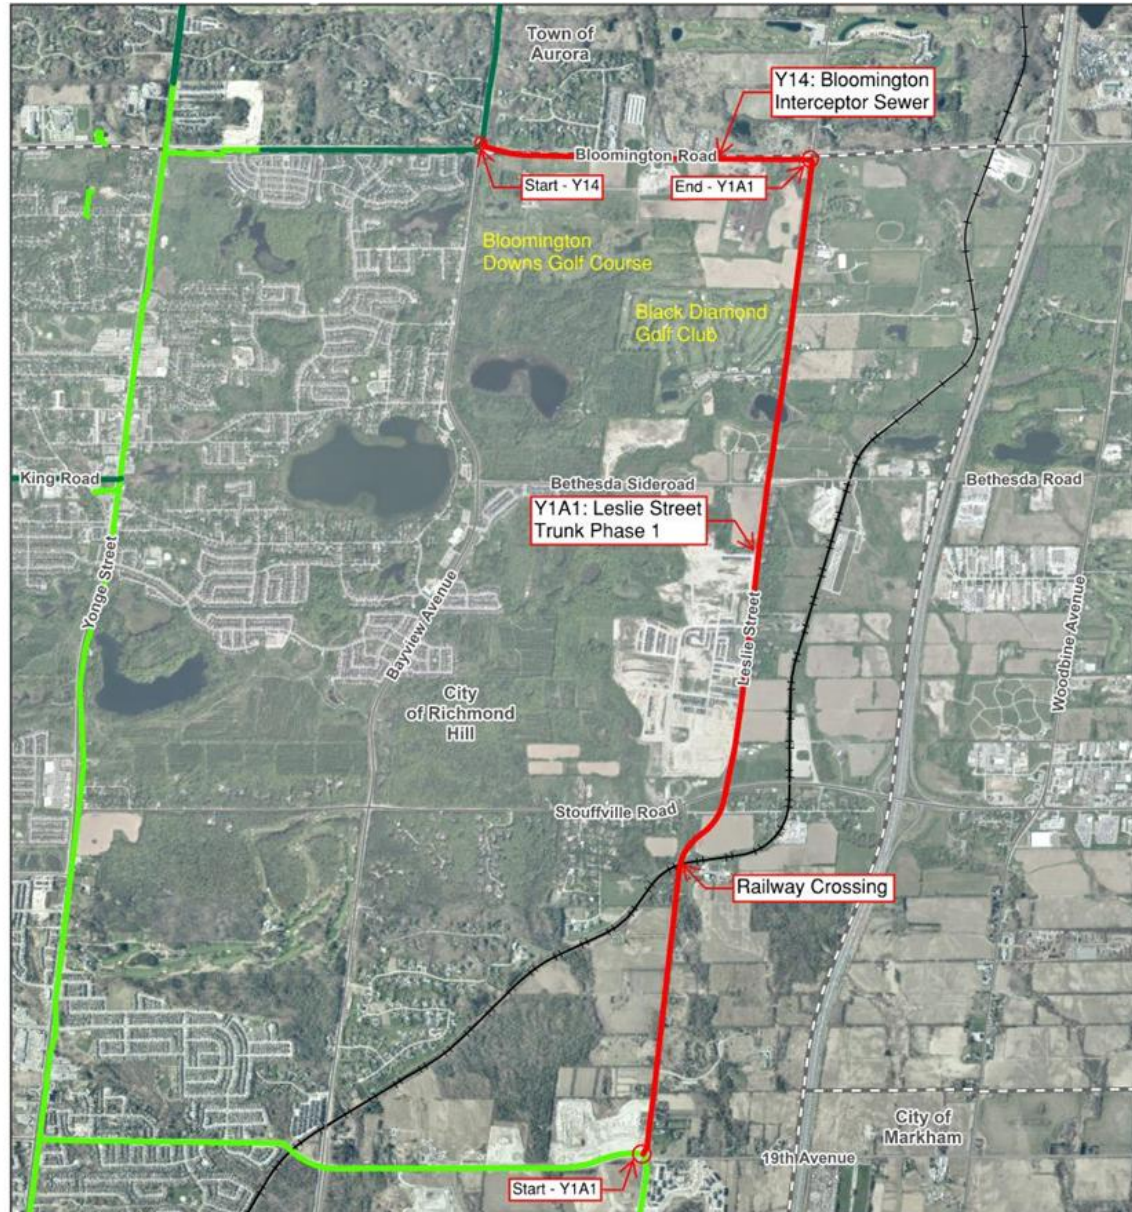 Town of
Aurora
Y14: Bloomington
Interceptor Sewer
Bloomington Road
Start - Y14
End - Y1A1
Bloomington
Downs Golf Course
Black Diamond
Golf Club
King Road
Bethesda Sideroad
Bethesda Road
Y1A1: Leslie Street
Trunk Phase 1
Yonge Street
Bayview Avenue
Leslie Street
Woodbine Avenue
City
of Richmond
Hill
Stouffville Road
Railway Crossing
City of
Markham
19th Avenue
Start - Y1A1